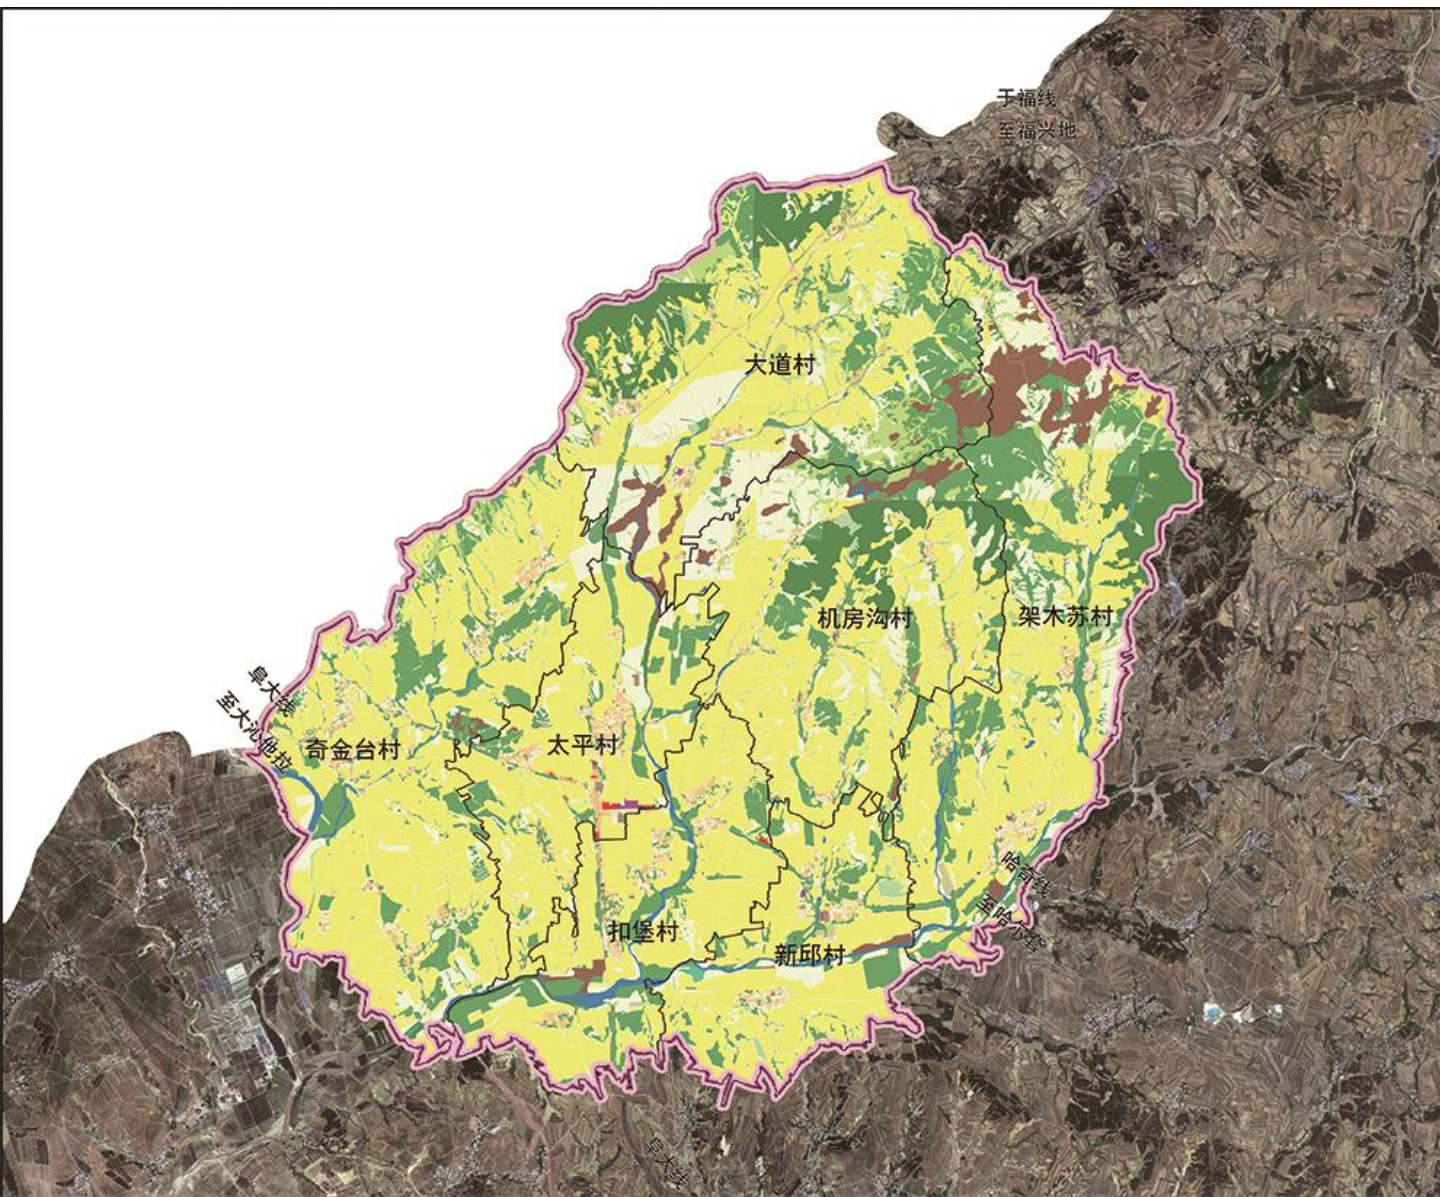 于福线
至福兴地
大道村
机房沟村
架木苏村
阜大线
至大沁他拉
奇金台村
太平村
哈奇线
至哈尔套
扣堡村
新邱村
阜大线